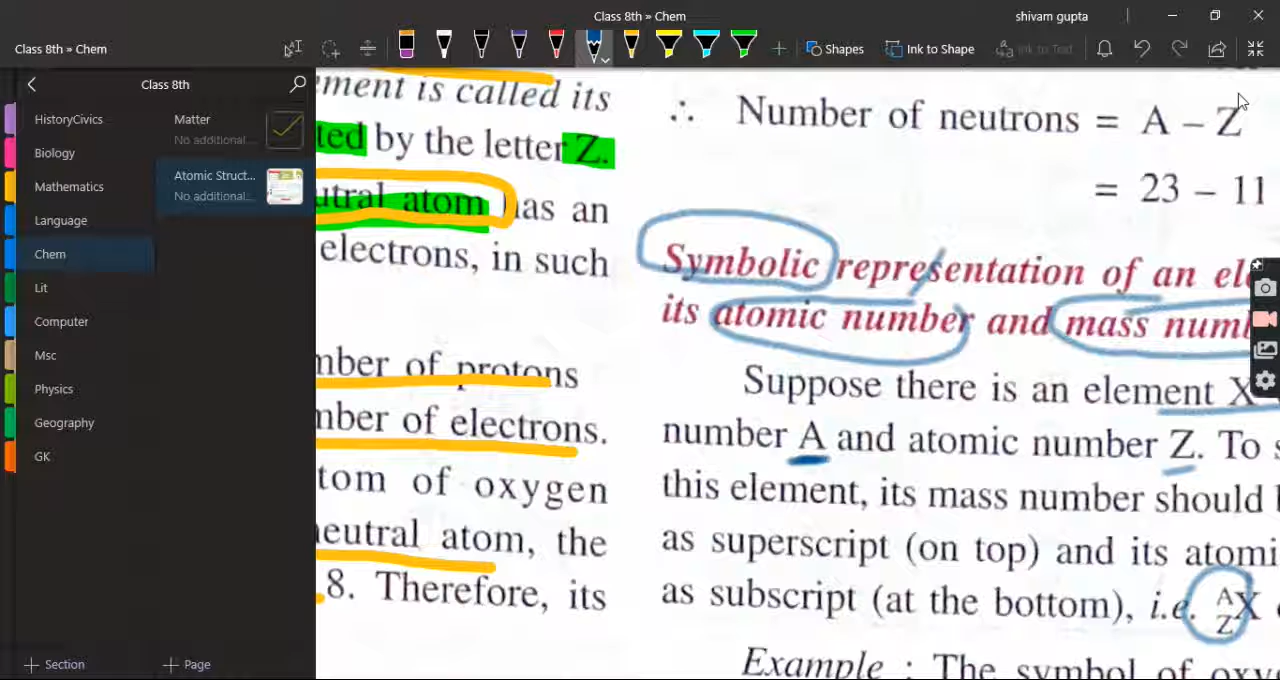 Class 8th » Chem
shivam gupta
Class 8th » Chem
Shapes
Ink to Shape
Ink to Text
Class 8th
HistoryCivics
Biology
Mathematics
Language
Chem
Lit
Computer
Msc
Physics
Geography
GK
Matter
No additional...
Atomic Struct...
No additional...
Section
Page
ement is called its
ted by the letter Z.
utral atom has an
electrons, in such
mber of protons
mber of electrons.
tom of oxygen
neutral atom, the
8. Therefore, its
∴ Number of neutrons = A – Z
= 23 – 11
Symbolic representation of an el
its atomic number and mass num
Suppose there is an element X
number A and atomic number Z. To s
this element, its mass number should b
as superscript (on top) and its atomi
as subscript (at the bottom), i.e. A Z X
Example : The symbol of oxy